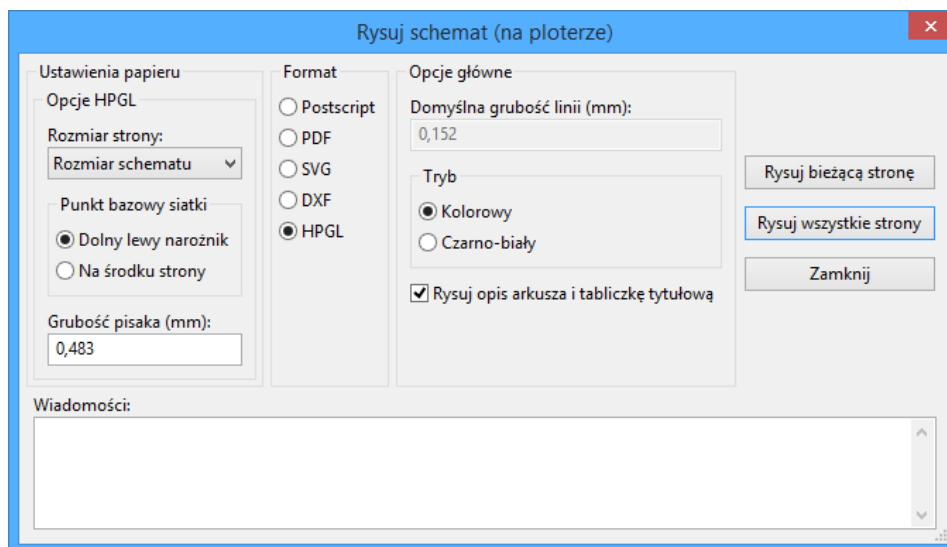 Rysuj schemat (na ploterze)
Ustawienia papieru
Opcje HPGL
Rozmiar strony:
Rozmiar schematu
Punkt bazowy siatki
Dolny lewy narożnik
Na środku strony
Grubość pisaka (mm):
0,483
Format
Postscript
PDF
SVG
DXF
HPGL
Opcje główne
Domyślna grubość linii (mm):
0,152
Tryb
Kolorowy
Czarno-biały
Rysuj opis arkusza i tabliczkę tytułową
Rysuj bieżącą stronę
Rysuj wszystkie strony
Zamknij
Wiadomości: